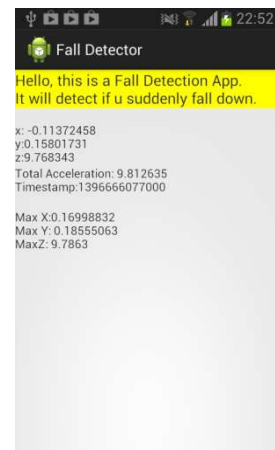 22:52
Fall Detector
Hello, this is a Fall Detection App.
It will detect if u suddenly fall down.
x: -0.11372458
y:0.15801731
z:9.768343
Total Acceleration: 9.812635
Timestamp:1396666077000
Max X:0.16998832
Max Y: 0.18555063
MaxZ: 9.7863